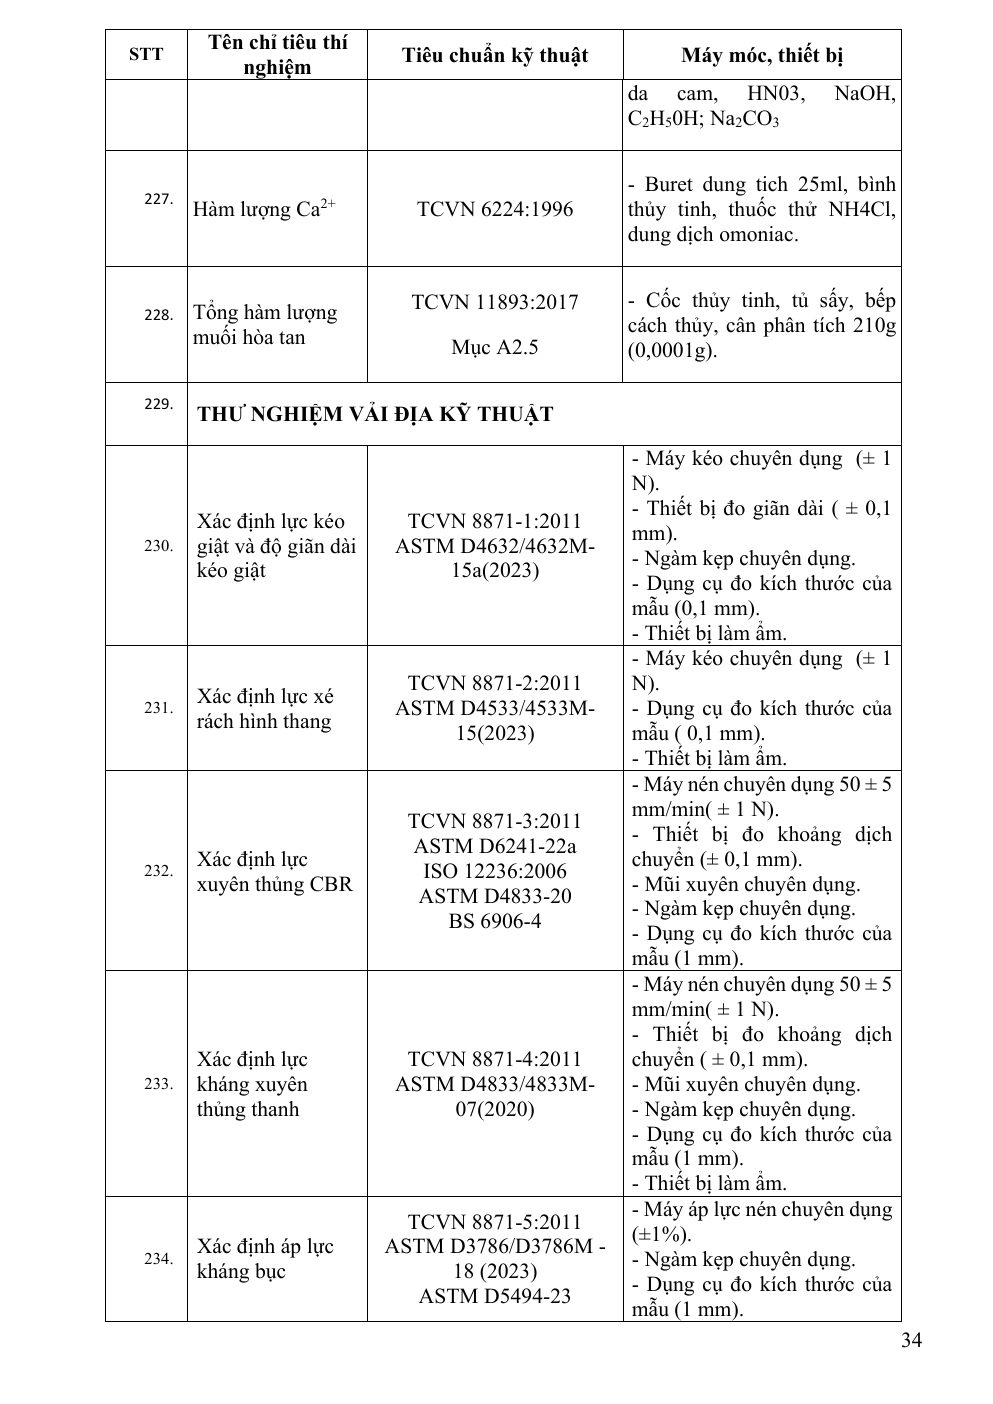 STT
Tên chỉ tiêu thí
nghiệm
Tiêu chuẩn kỹ thuật
Máy móc, thiết bị
da cam, HN03, NaOH,
C₂H₅0H; Na₂CO₃
227.
Hàm lượng Ca²⁺
TCVN 6224:1996
- Buret dung tich 25ml, bình
thủy tinh, thuốc thử NH4Cl,
dung dịch omoniac.
228.
Tổng hàm lượng
muối hòa tan
TCVN 11893:2017
Mục A2.5
- Cốc thủy tinh, tủ sấy, bếp
cách thủy, cân phân tích 210g
(0,0001g).
229.
THƯ NGHIỆM VẢI ĐỊA KỸ THUẬT
230.
Xác định lực kéo
giật và độ giãn dài
kéo giật
TCVN 8871-1:2011
ASTM D4632/4632M-
15a(2023)
- Máy kéo chuyên dụng (± 1
N).
- Thiết bị đo giãn dài ( ± 0,1
mm).
- Ngàm kẹp chuyên dụng.
- Dụng cụ đo kích thước của
mẫu (0,1 mm).
- Thiết bị làm ẩm.
231.
Xác định lực xé
rách hình thang
TCVN 8871-2:2011
ASTM D4533/4533M-
15(2023)
- Máy kéo chuyên dụng (± 1
N).
- Dụng cụ đo kích thước của
mẫu ( 0,1 mm).
- Thiết bị làm ẩm.
232.
Xác định lực
xuyên thủng CBR
TCVN 8871-3:2011
ASTM D6241-22a
ISO 12236:2006
ASTM D4833-20
BS 6906-4
- Máy nén chuyên dụng 50 ± 5
mm/min( ± 1 N).
- Thiết bị đo khoảng dịch
chuyển (± 0,1 mm).
- Mũi xuyên chuyên dụng.
- Ngàm kẹp chuyên dụng.
- Dụng cụ đo kích thước của
mẫu (1 mm).
233.
Xác định lực
kháng xuyên
thủng thanh
TCVN 8871-4:2011
ASTM D4833/4833M-
07(2020)
- Máy nén chuyên dụng 50 ± 5
mm/min( ± 1 N).
- Thiết bị đo khoảng dịch
chuyển ( ± 0,1 mm).
- Mũi xuyên chuyên dụng.
- Ngàm kẹp chuyên dụng.
- Dụng cụ đo kích thước của
mẫu (1 mm).
- Thiết bị làm ẩm.
234.
Xác định áp lực
kháng bục
TCVN 8871-5:2011
ASTM D3786/D3786M -
18 (2023)
ASTM D5494-23
- Máy áp lực nén chuyên dụng
(±1%).
- Ngàm kẹp chuyên dụng.
- Dụng cụ đo kích thước của
mẫu (1 mm).
34